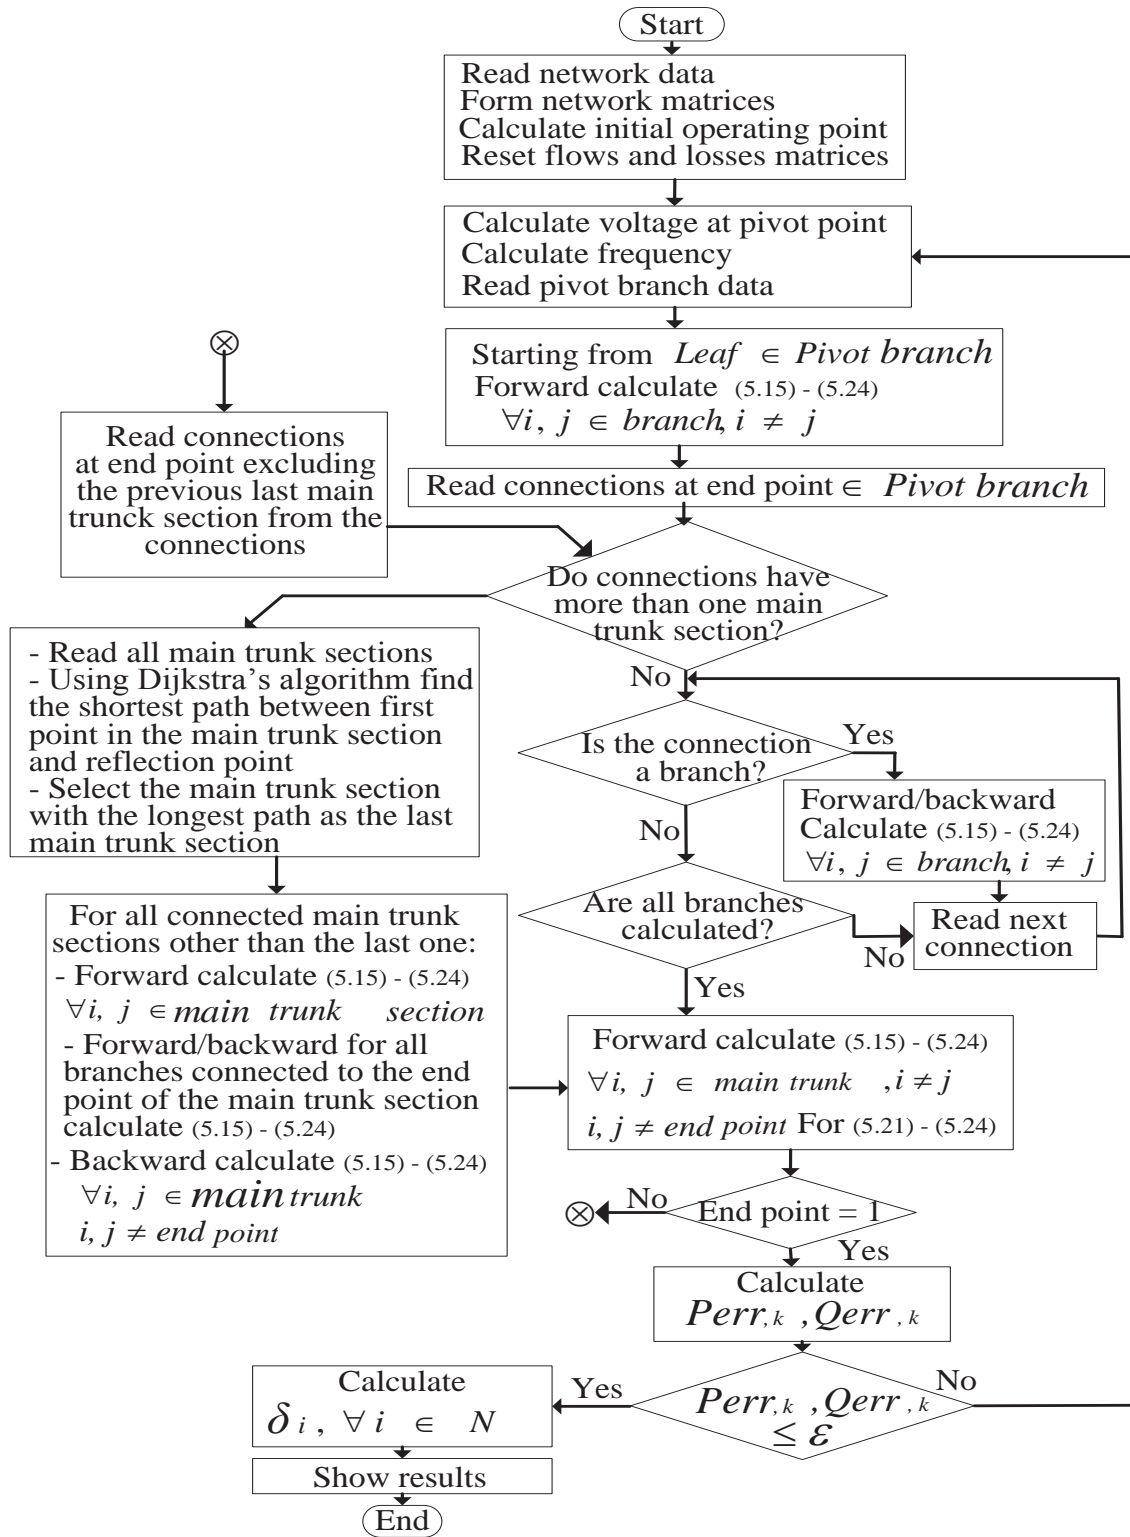 Start
Read network data
Form network matrices
Calculate initial operating point
Reset flows and losses matrices
Calculate voltage at pivot point
Calculate frequency
Read pivot branch data
Starting from Leaf ∈ Pivot branch
Forward calculate (5.15) - (5.24)
∀i, j ∈ branch, i ≠ j
⊗
Read connections
at end point excluding
the previous last main
trunck section from the
connections
Read connections at end point ∈ Pivot branch
Do connections have
more than one main
trunk section?
- Read all main trunk sections
- Using Dijkstra's algorithm find
the shortest path between first
point in the main trunk section
and reflection point
- Select the main trunk section
with the longest path as the last
main trunk section
No
Is the connection
a branch?
Yes
Forward/backward
Calculate (5.15) - (5.24)
∀i, j ∈ branch, i ≠ j
No
Are all branches
calculated?
No
Read next
connection
Yes
For all connected main trunk
sections other than the last one:
- Forward calculate (5.15) - (5.24)
∀i, j ∈ main trunk section
- Forward/backward for all
branches connected to the end
point of the main trunk section
calculate (5.15) - (5.24)
- Backward calculate (5.15) - (5.24)
∀i, j ∈ main trunk
i, j ≠ end point
Forward calculate (5.15) - (5.24)
∀i, j ∈ main trunk , i ≠ j
i, j ≠ end point For (5.21) - (5.24)
⊗
No
End point = 1
Yes
Calculate
Perr,k , Qerr,k
Perr,k , Qerr,k
≤ ε
No
Yes
Calculate
δi, ∀ i ∈ N
Show results
End